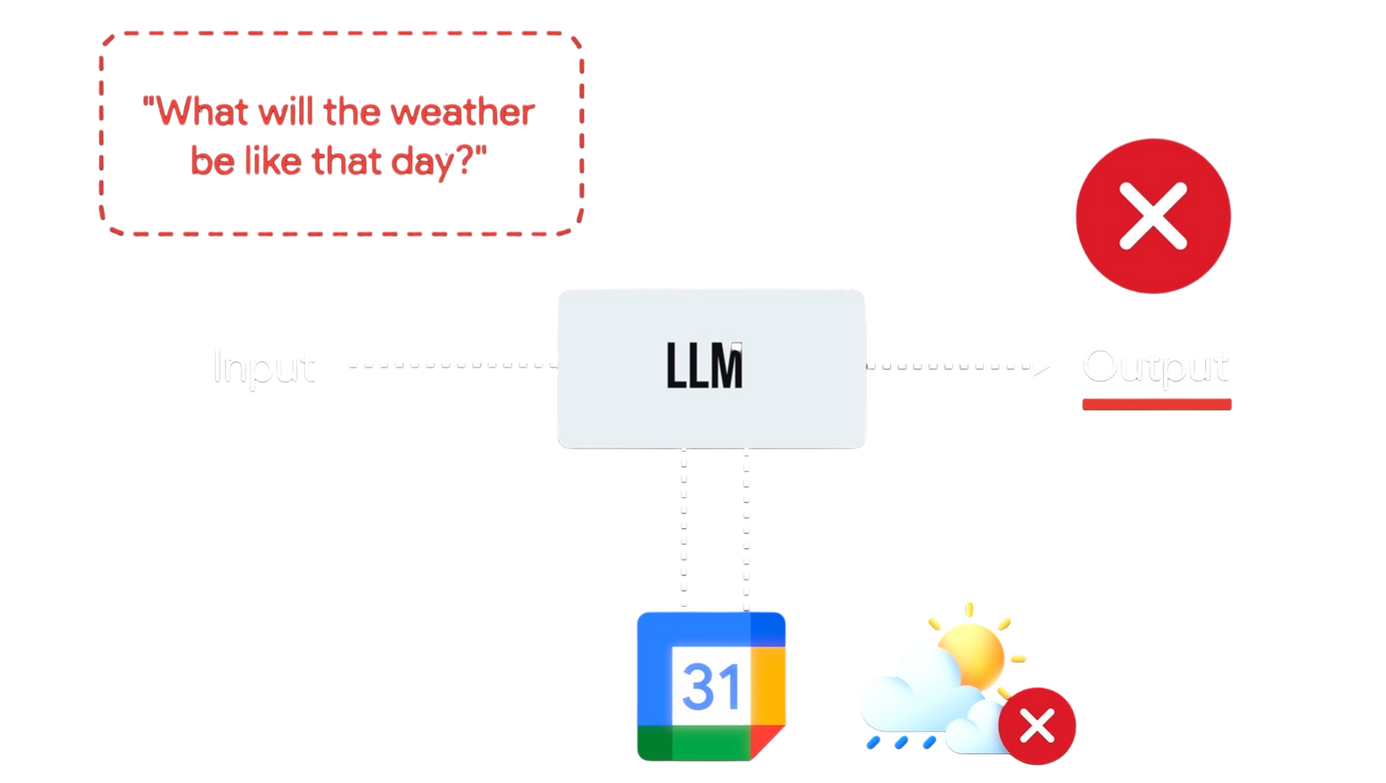 "What will the weather
be like that day?"
Input
LLM
Output
31